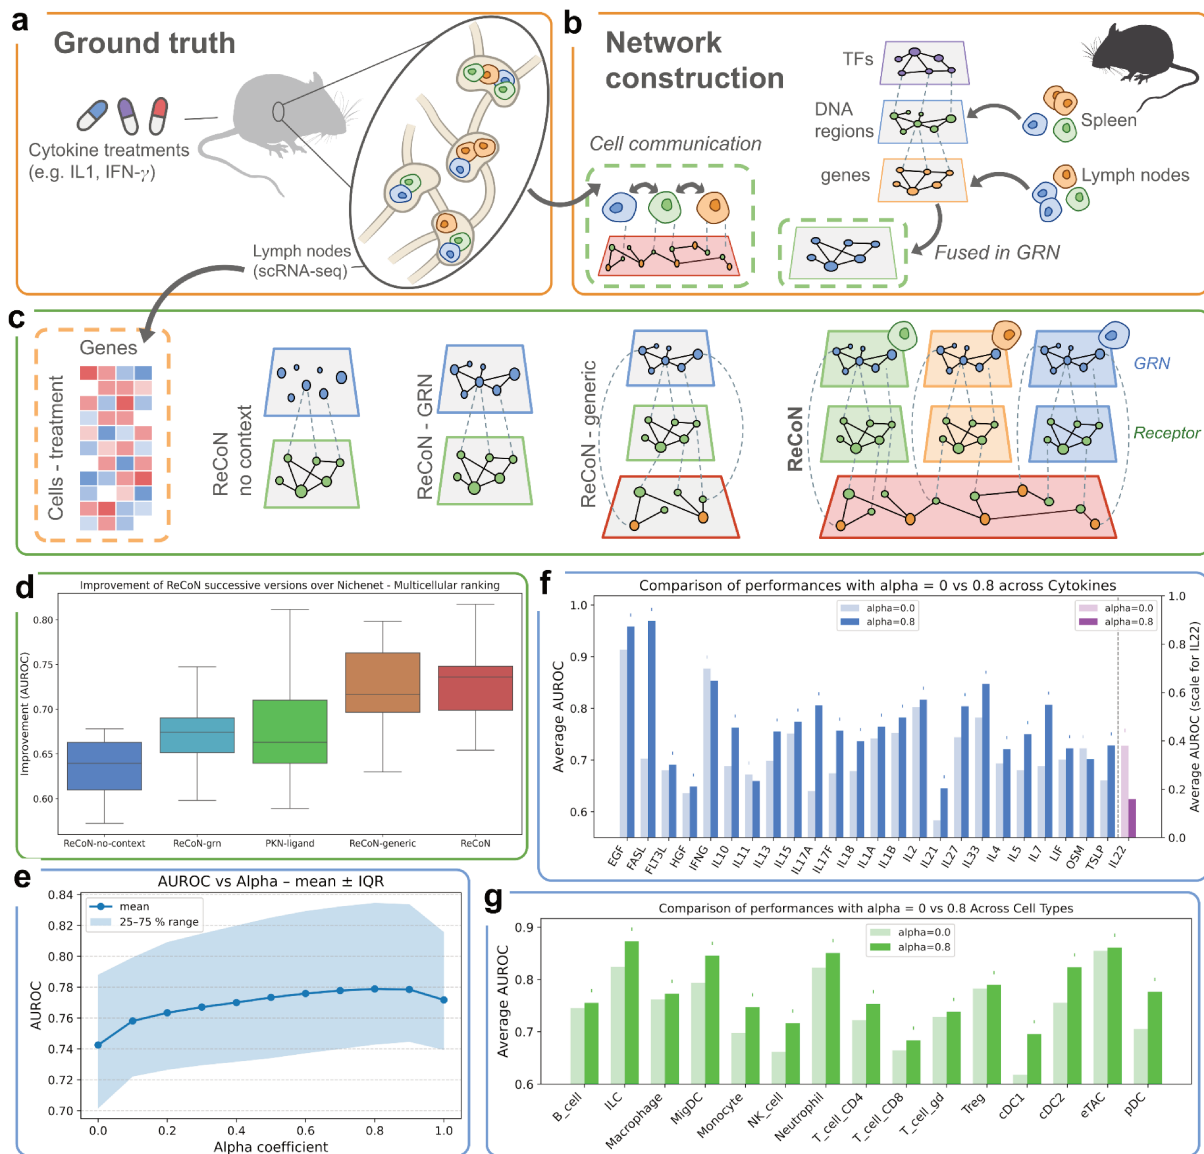 a
Ground truth
Cytokine treatments
(e.g. IL1, IFN-γ)
Lymph nodes
(scRNA-seq)
b
Network
construction
Cell communication
TFs
DNA
regions
genes
Spleen
Lymph nodes
Fused in GRN
c
Genes
Cells - treatment
ReCoN
no context
ReCoN - GRN
ReCoN - generic
ReCoN
GRN
Receptor
d
Improvement of ReCoN successive versions over Nichenet - Multicellular ranking
Improvement (AUROC)
0.80
0.75
0.70
0.65
0.60
ReCoN-no-context
ReCoN-grn
PKN-ligand
ReCoN-generic
ReCoN
e
AUROC vs Alpha – mean ± IQR
mean
25–75 % range
AUROC
0.84
0.82
0.80
0.78
0.76
0.74
0.72
0.70
0.0
0.2
0.4
0.6
0.8
1.0
Alpha coefficient
f
Comparison of performances with alpha = 0 vs 0.8 across Cytokines
alpha=0.0
alpha=0.8
alpha=0.0
alpha=0.8
Average AUROC
1.0
0.9
0.8
0.7
0.6
Average AUROC (scale for IL22)
1.0
0.8
0.6
0.4
0.2
0.0
EGF
FASL
FLT3L
HGF
IFNG
IL10
IL11
IL13
IL15
IL17A
IL17F
IL18
IL1A
IL1B
IL2
IL21
IL27
IL33
IL4
IL5
IL7
LIF
OSM
TSLP
IL22
g
Comparison of performances with alpha = 0 vs 0.8 Across Cell Types
alpha=0.0
alpha=0.8
Average AUROC
0.9
0.8
0.7
0.6
B_cell
ILC
Macrophage
MigDC
Monocyte
NK_cell
Neutrophil
T_cell_CD4
T_cell_CD8
T_cell_gd
Treg
cDC1
cDC2
eTAC
pDC